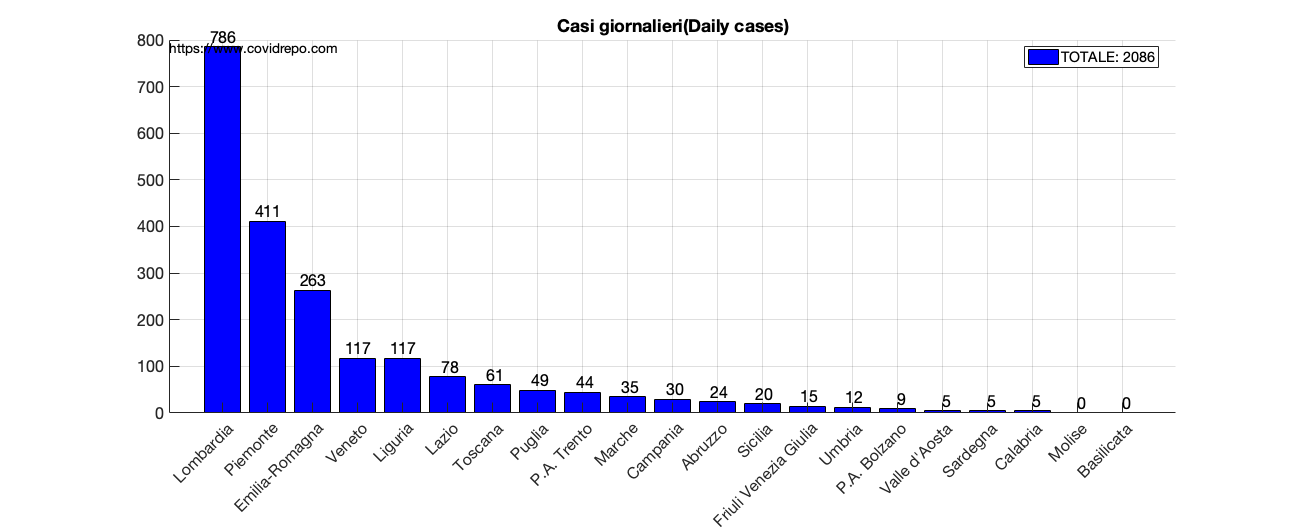 Casi giornalieri(Daily cases)
https://www.covidrepo.com
TOTALE: 2086
800
700
600
500
400
300
200
100
0
786
411
263
117
117
78
61
49
44
35
30
24
20
15
12
9
5
5
5
0
0
Lombardia
Piemonte
Emilia-Romagna
Veneto
Liguria
Lazio
Toscana
Puglia
P.A. Trento
Marche
Campania
Abruzzo
Sicilia
Friuli Venezia Giulia
Umbria
P.A. Bolzano
Valle d'Aosta
Sardegna
Calabria
Molise
Basilicata